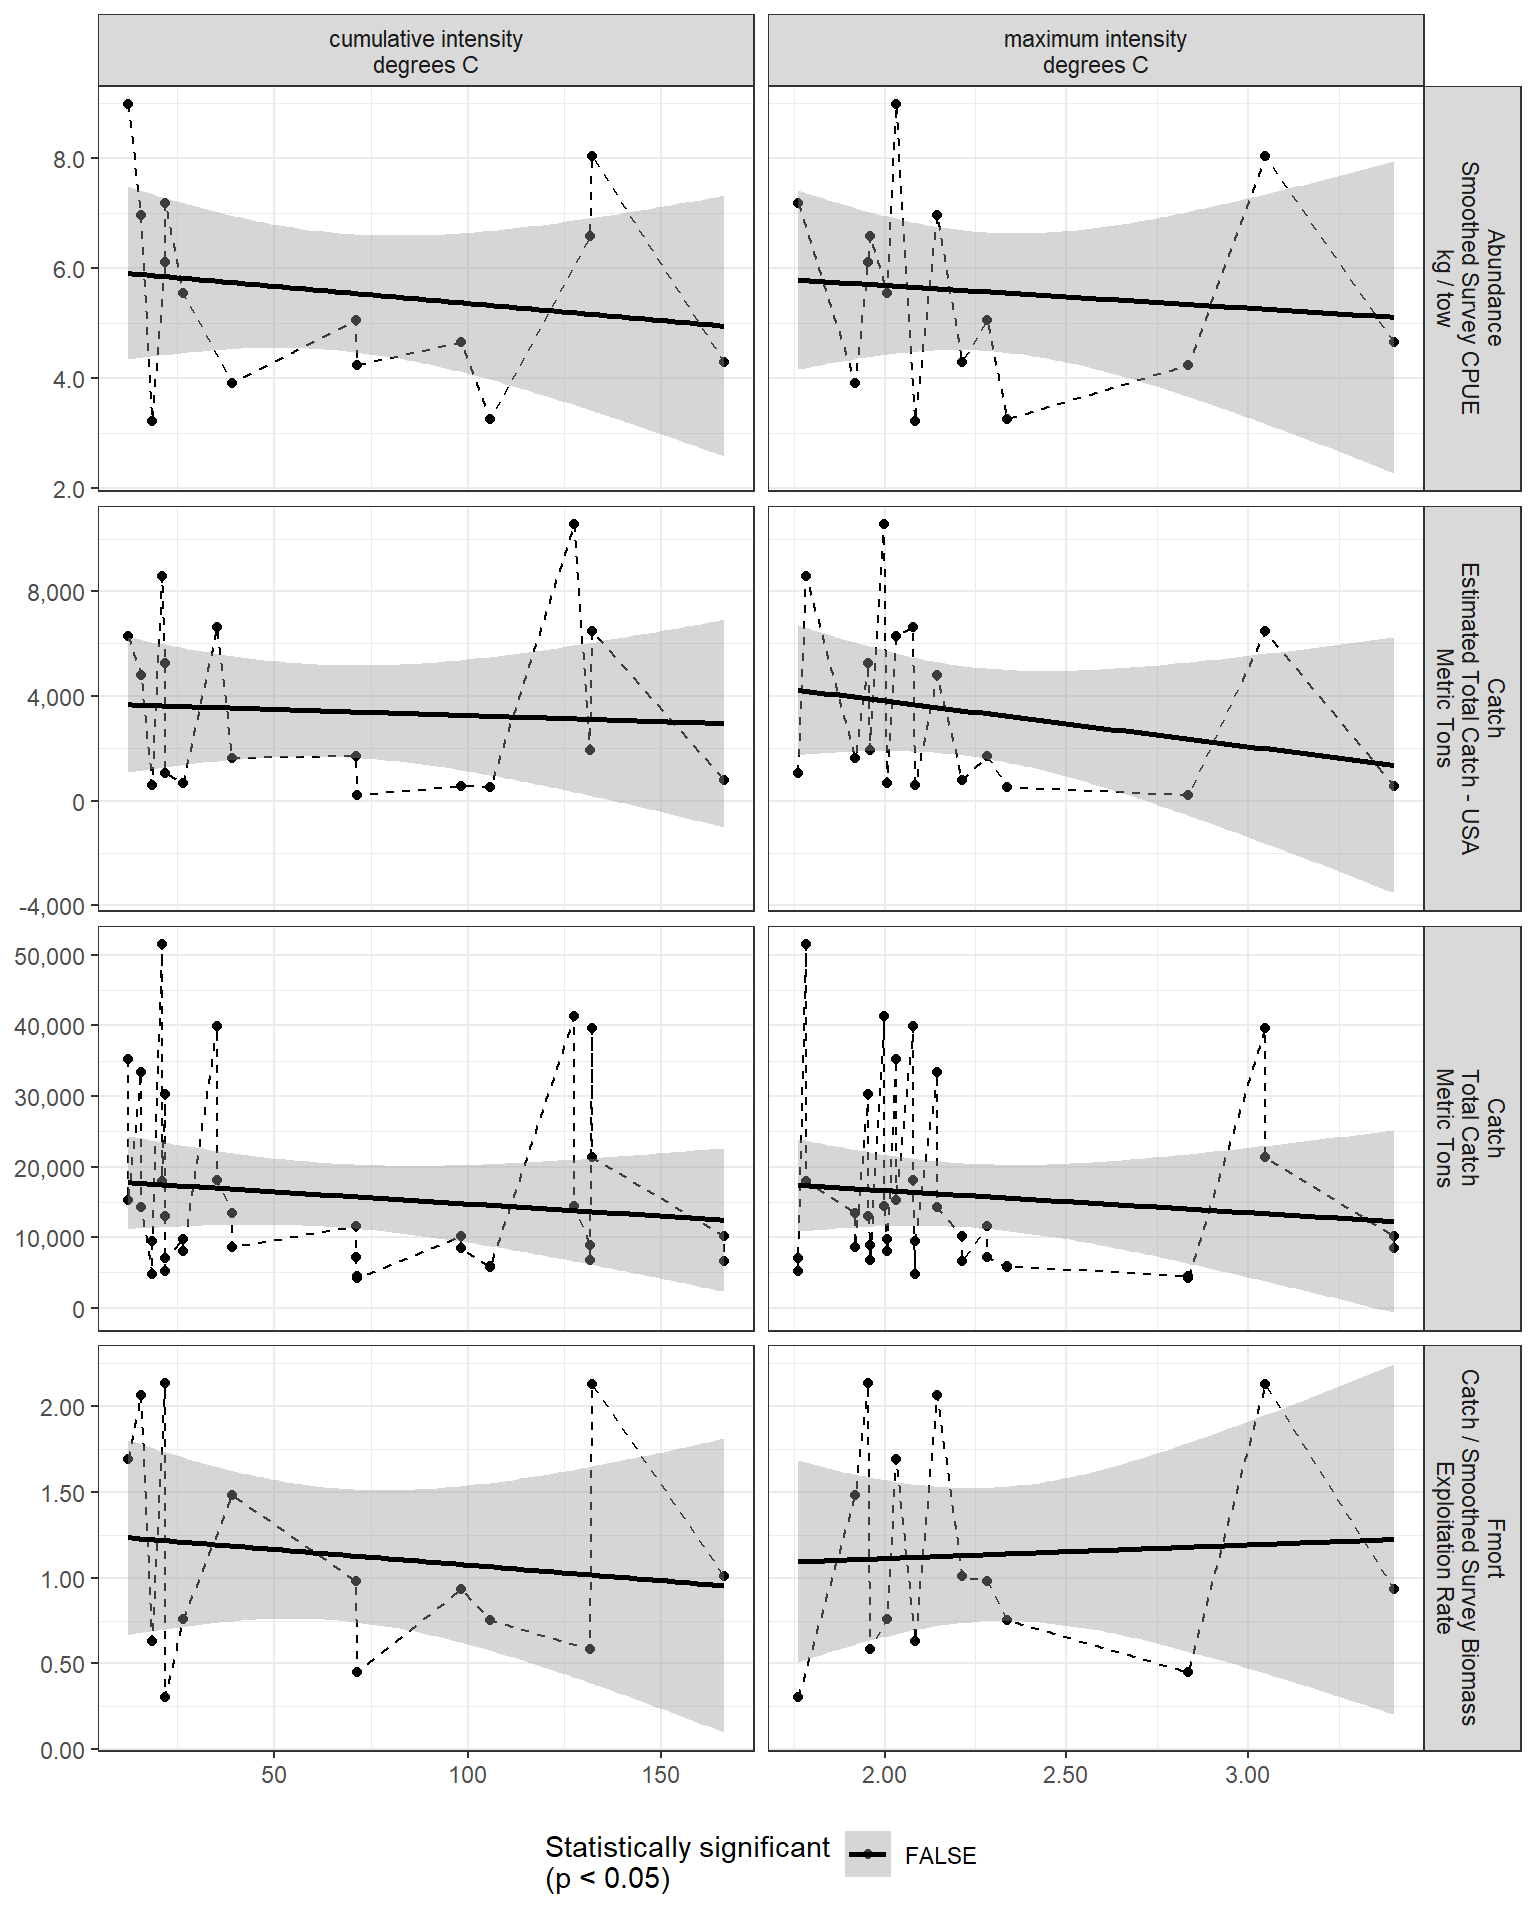 cumulative intensity
degrees C
maximum intensity
degrees C
8.0
6.0
4.0
2.0
Abundance
Smoothed Survey CPUE
kg / tow
8,000
4,000
0
-4,000
Catch
Estimated Total Catch - USA
Metric Tons
50,000
40,000
30,000
20,000
10,000
0
Catch
Total Catch
Metric Tons
2.00
1.50
1.00
0.50
0.00
Fmort
Catch / Smoothed Survey Biomass
Exploitation Rate
50
100
150
2.00
2.50
3.00
Statistically significant
(p < 0.05)
FALSE